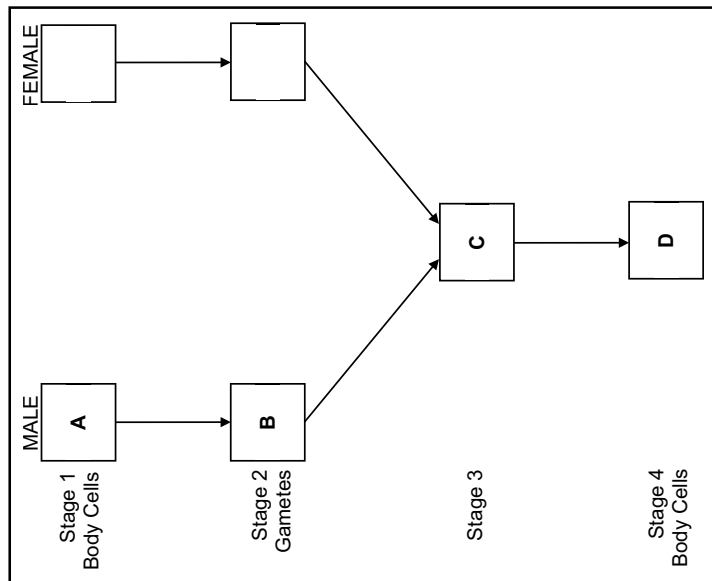 MALE
FEMALE
Stage 1
Body Cells
A
Stage 2
Gametes
B
Stage 3
C
Stage 4
Body Cells
D